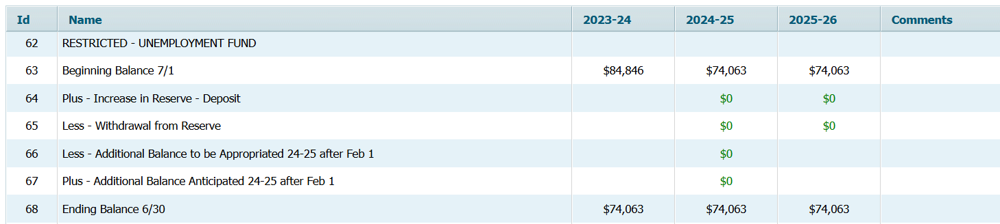 Id Name 2023-24 2024-25 2025-26 Comments
62 RESTRICTED - UNEMPLOYMENT FUND
63 Beginning Balance 7/1 $84,846 $74,063 $74,063
64 Plus - Increase in Reserve - Deposit $0 $0
65 Less - Withdrawal from Reserve $0 $0
66 Less - Additional Balance to be Appropriated 24-25 after Feb 1 $0
67 Plus - Additional Balance Anticipated 24-25 after Feb 1 $0
68 Ending Balance 6/30 $74,063 $74,063 $74,063